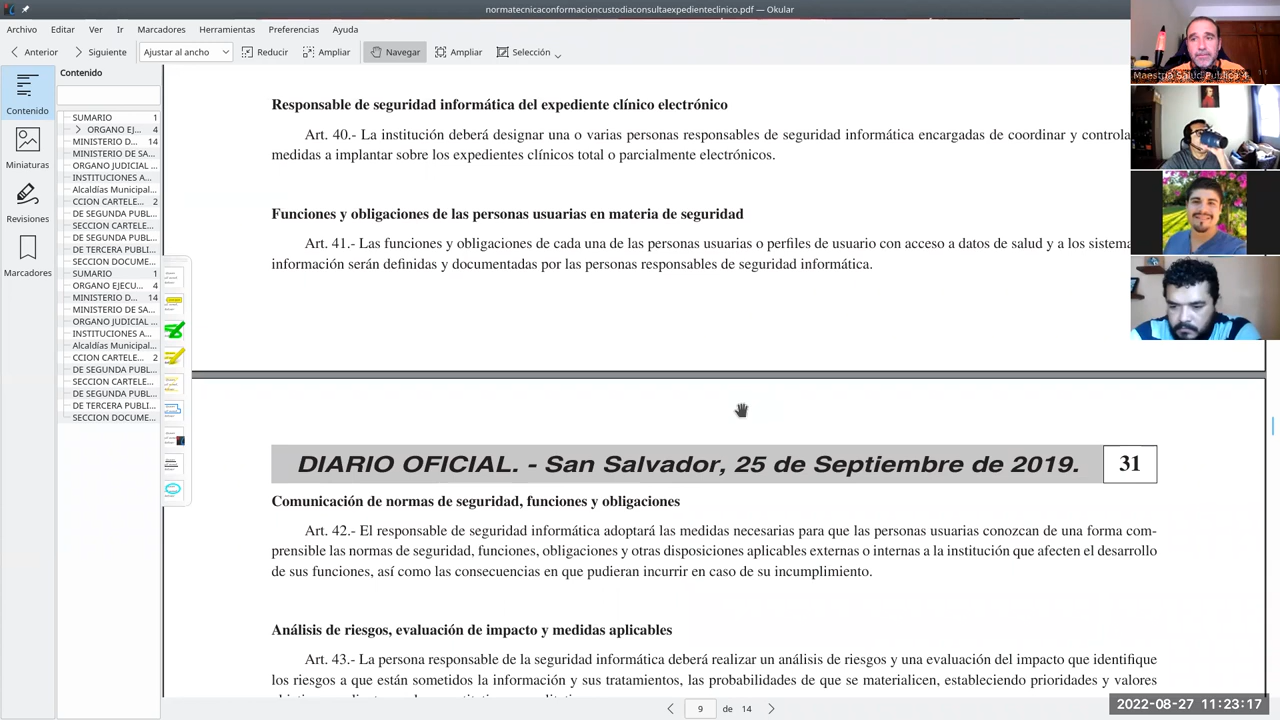 normatecnicaconformacioncustodiaconsultaexpedienteclinico.pdf — Okular
Archivo Editar Ver Ir Marcadores Herramientas Preferencias Ayuda
Anterior Siguiente Ajustar al ancho Reducir Ampliar Navegar Ampliar Selección
Contenido
Miniaturas
Revisiones
Marcadores
Contenido
SUMARIO 1
ORGANO EJ... 4
MINISTERIO D... 14
MINISTERIO DE SA...
ORGANO JUDICIAL ...
INSTITUCIONES A...
Alcaldías Municipal...
CCION CARTELE... 2
DE SEGUNDA PUBL...
SECCION CARTELE...
DE SEGUNDA PUBL...
DE TERCERA PUBLI...
SECCION DOCUME...
SUMARIO 1
ORGANO EJECU... 4
MINISTERIO D... 14
MINISTERIO DE SA...
ORGANO JUDICIAL ...
INSTITUCIONES A...
Alcaldías Municipal...
CCION CARTELE... 2
DE SEGUNDA PUBL...
SECCION CARTELE...
DE SEGUNDA PUBL...
DE TERCERA PUBLI...
SECCION DOCUME...
Responsable de seguridad informática del expediente clínico electrónico
Art. 40.- La institución deberá designar una o varias personas responsables de seguridad informática encargadas de coordinar y controla
medidas a implantar sobre los expedientes clínicos total o parcialmente electrónicos.
Funciones y obligaciones de las personas usuarias en materia de seguridad
Art. 41.- Las funciones y obligaciones de cada una de las personas usuarias o perfiles de usuario con acceso a datos de salud y a los sistema
información serán definidas y documentadas por las personas responsables de seguridad informática.
DIARIO OFICIAL. - San Salvador, 25 de Septiembre de 2019. 31
Comunicación de normas de seguridad, funciones y obligaciones
Art. 42.- El responsable de seguridad informática adoptará las medidas necesarias para que las personas usuarias conozcan de una forma com-
prensible las normas de seguridad, funciones, obligaciones y otras disposiciones aplicables externas o internas a la institución que afecten el desarrollo
de sus funciones, así como las consecuencias en que pudieran incurrir en caso de su incumplimiento.
Análisis de riesgos, evaluación de impacto y medidas aplicables
Art. 43.- La persona responsable de la seguridad informática deberá realizar un análisis de riesgos y una evaluación del impacto que identifique
los riesgos a que están sometidos la información y sus tratamientos, las probabilidades de que se materialicen, estableciendo prioridades y valores
9 de 14
Maestría Salud Publica 4
2022-08-27 11:23:17